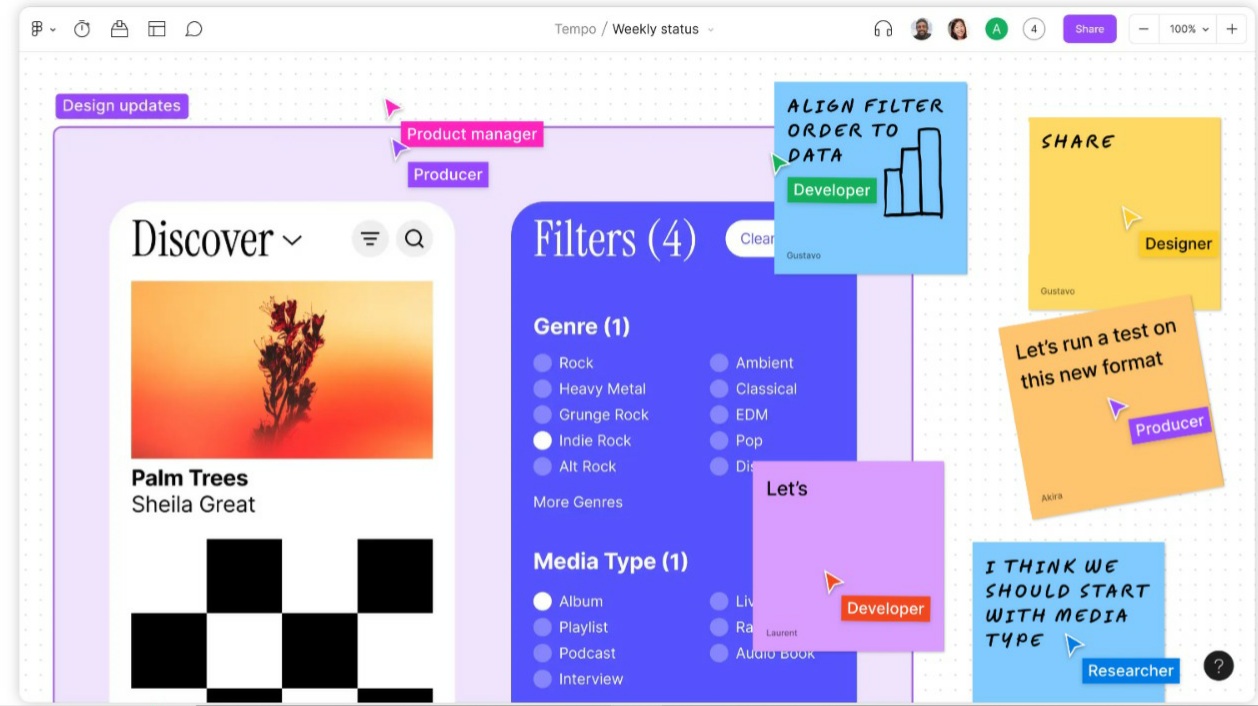 Tempo / Weekly status
A
4
Share
100%
Design updates
Product manager
Producer
Discover
Palm Trees
Sheila Great
Filters (4)
Clear
Genre (1)
Rock
Ambient
Heavy Metal
Classical
Grunge Rock
EDM
Indie Rock
Pop
Alt Rock
More Genres
Media Type (1)
Album
Playlist
Podcast
Audio Book
Interview
ALIGN FILTER
ORDER TO
DATA
Developer
Gustavo
SHARE
Designer
Gustavo
Let's run a test on
this new format
Producer
Akira
Let's
Developer
Laurent
I THINK WE
SHOULD START
WITH MEDIA
TYPE
Researcher
?